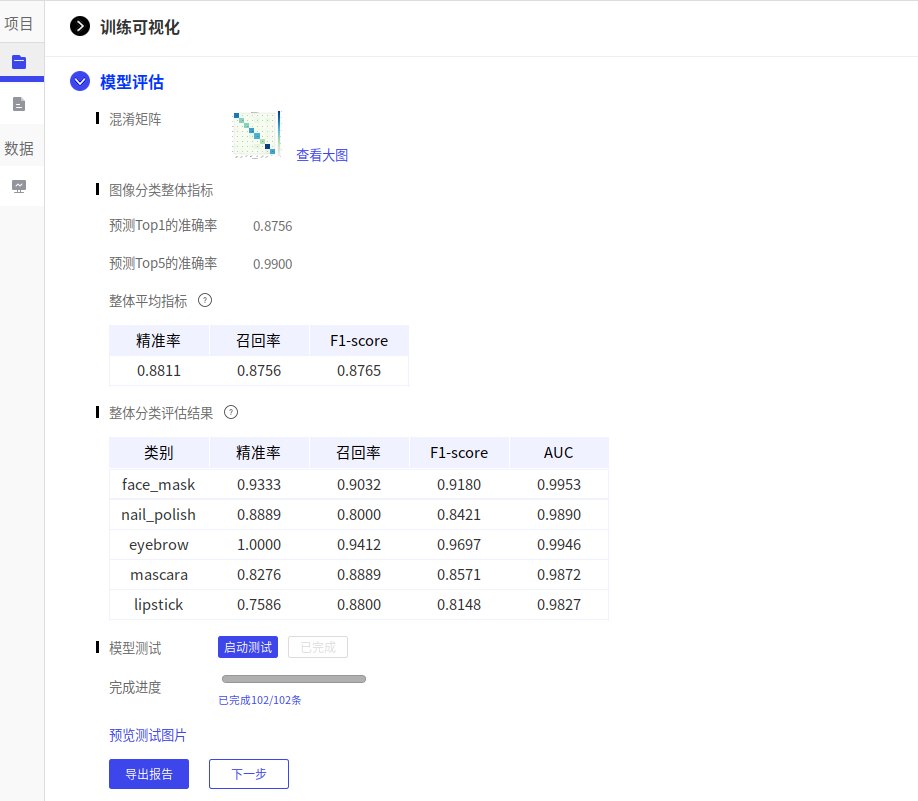 项目
训练可视化
模型评估
混淆矩阵
查看大图
数据
图像分类整体指标
预测Top1的准确率 0.8756
预测Top5的准确率 0.9900
整体平均指标 ?
精准率 召回率 F1-score
0.8811 0.8756 0.8765
整体分类评估结果 ?
类别 精准率 召回率 F1-score AUC
face_mask 0.9333 0.9032 0.9180 0.9953
nail_polish 0.8889 0.8000 0.8421 0.9890
eyebrow 1.0000 0.9412 0.9697 0.9946
mascara 0.8276 0.8889 0.8571 0.9872
lipstick 0.7586 0.8800 0.8148 0.9827
模型测试 启动测试 已完成
完成进度
已完成102/102条
预览测试图片
导出报告 下一步